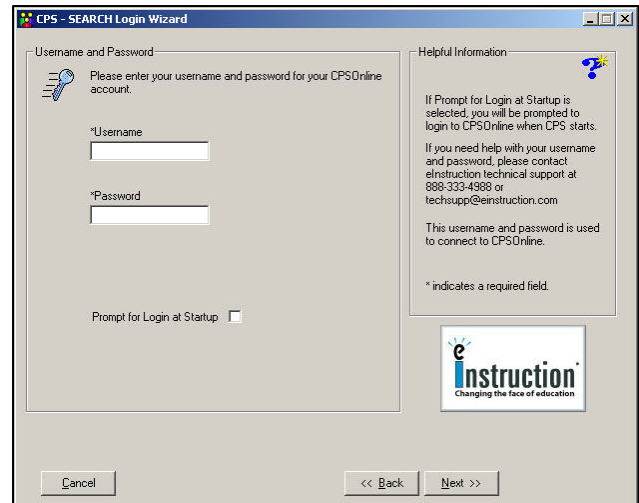 CPS - SEARCH Login Wizard
Username and Password
Please enter your username and password for your CPSOnline
account.
*Username
*Password
Prompt for Login at Startup
Helpful Information
If Prompt for Login at Startup is
selected, you will be prompted to
login to CPSOnline when CPS starts.
If you need help with your username
and password, please contact
eInstruction technical support at
888-333-4988 or
techsupp@einstruction.com
This username and password is used
to connect to CPSOnline.
* indicates a required field.
eInstruction
Changing the face of education
Cancel
<< Back
Next >>